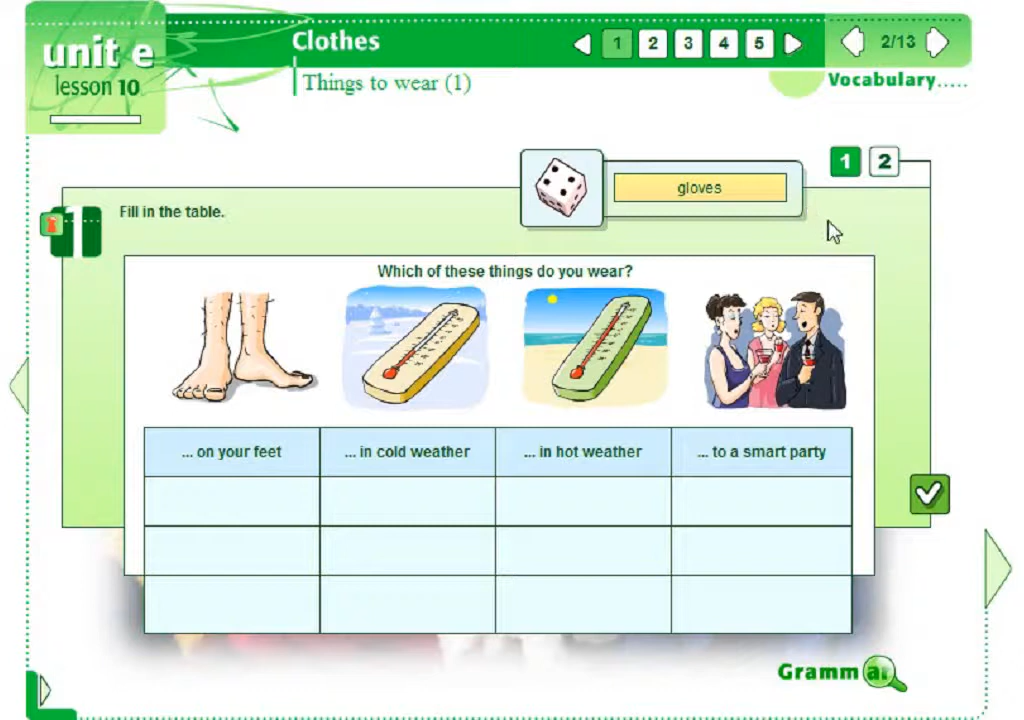 unit e
lesson 10
Clothes
Things to wear (1)
1 2 3 4 5
2/13
Vocabulary.....
1 2
gloves
1
Fill in the table.
Which of these things do you wear?
... on your feet
... in cold weather
... in hot weather
... to a smart party
Grammar